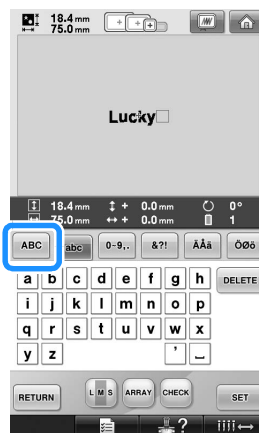 18.4 mm
75.0 mm
Lucky
18.4 mm + 0.0 mm 0°
75.0 mm + 0.0 mm 1
ABC abc 0~9,. &?! ÄÅä ÖØö
a b c d e f g h DELETE
i j k l m n o p
q r s t u v w x
y z ' ⎵
RETURN L M S ARRAY CHECK SET
?